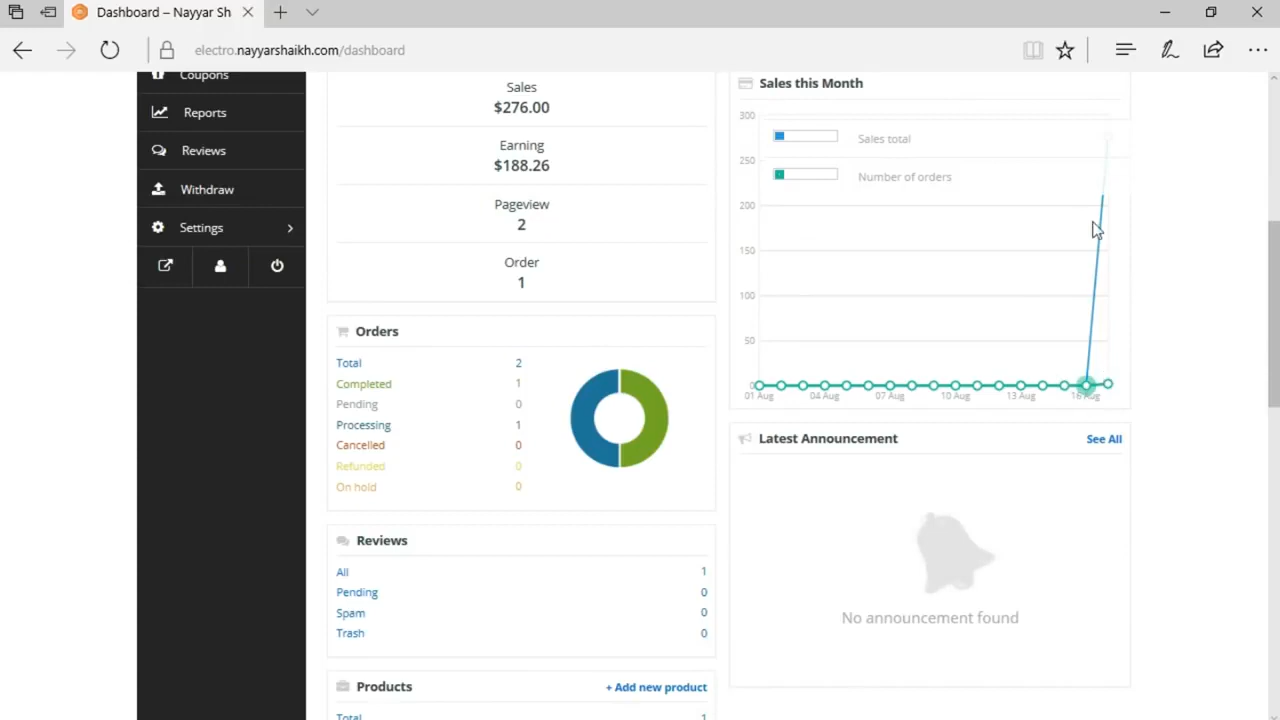 Dashboard – Nayyar Sh
electro.nayyarshaikh.com/dashboard
Coupons
Reports
Reviews
Withdraw
Settings
Sales
$276.00
Earning
$188.26
Pageview
2
Order
1
Orders
Total 2
Completed 1
Pending 0
Processing 1
Cancelled 0
Refunded 0
On hold 0
Reviews
All 1
Pending 0
Spam 0
Trash 0
Products + Add new product
Total 1
Sales this Month
300
Sales total
250
Number of orders
200
150
100
50
0
01 Aug 04 Aug 07 Aug 10 Aug 13 Aug 16 Aug
Latest Announcement See All
No announcement found